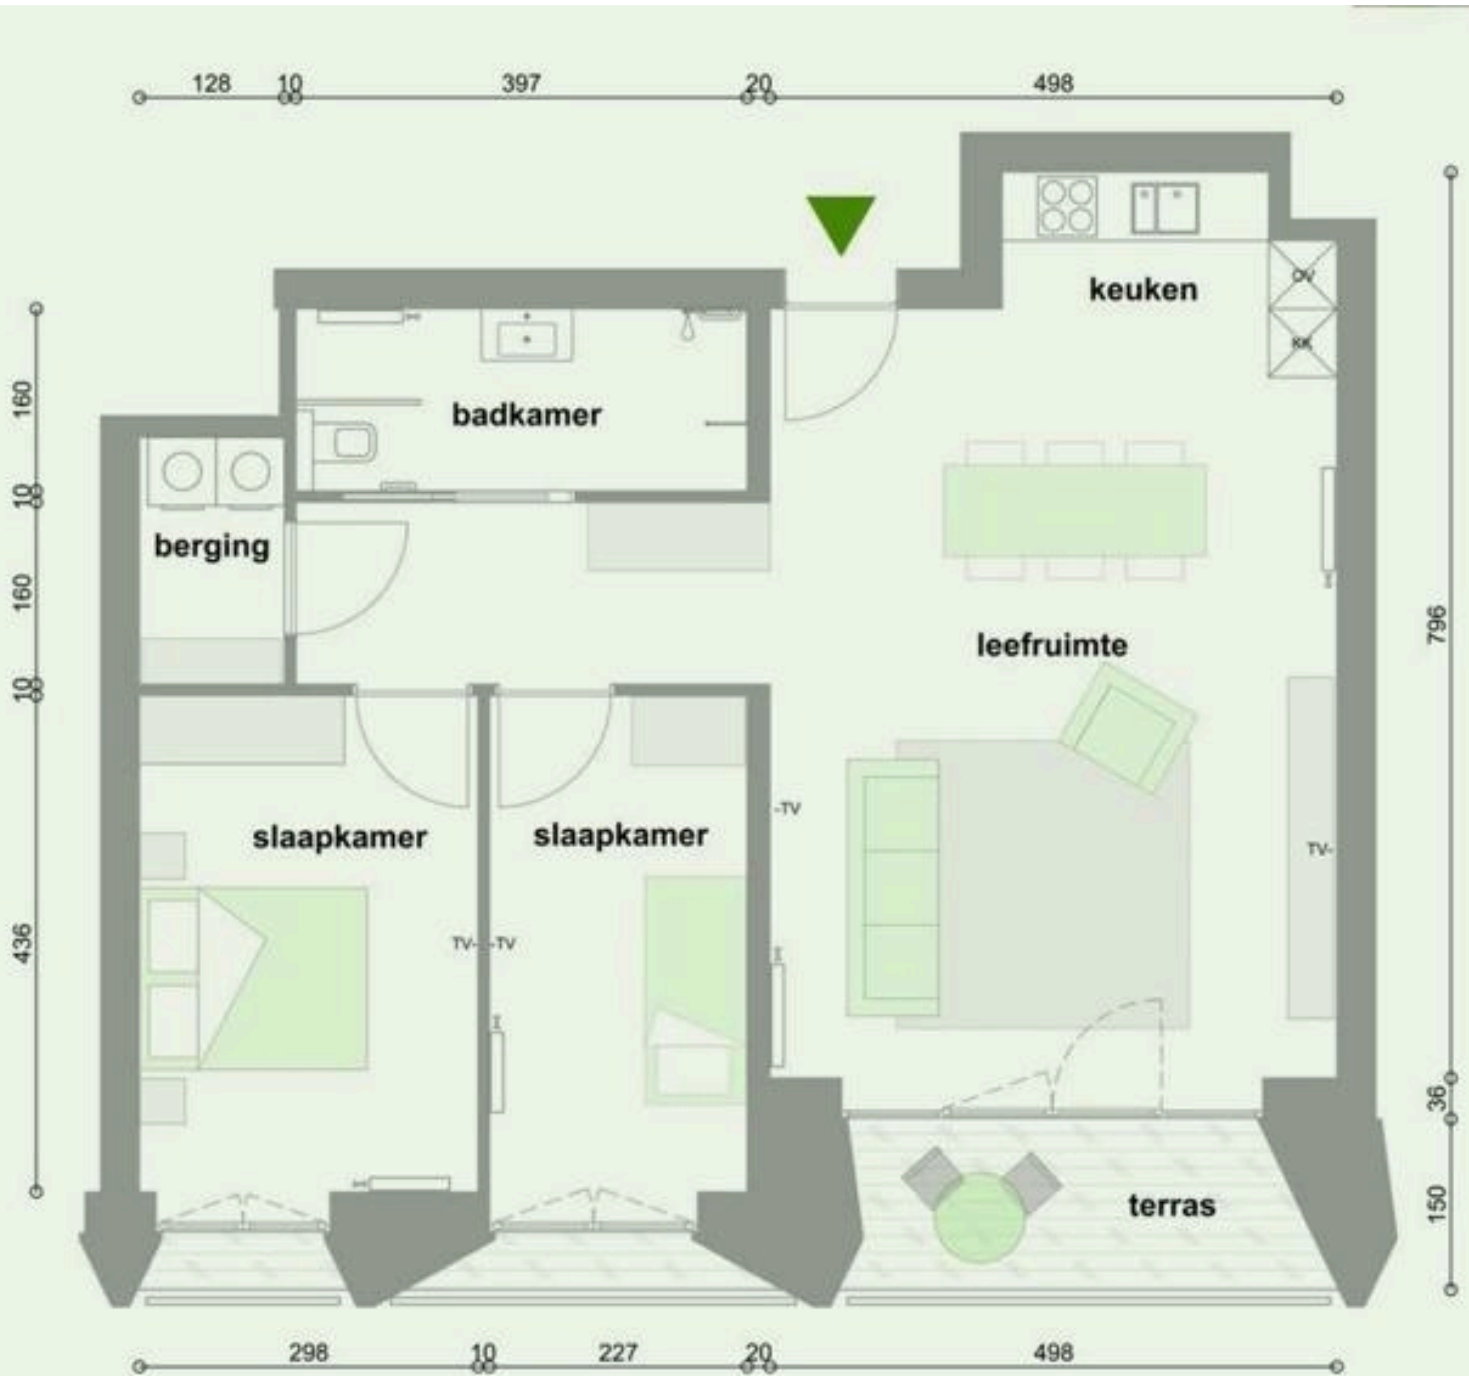 128 10 397 20 498
keuken
OV
KK
160
badkamer
10
berging
160
796
leefruimte
10
slaapkamer
slaapkamer
-TV
TV-
436
TV-
-TV
36
terras
150
298 10 227 20 498